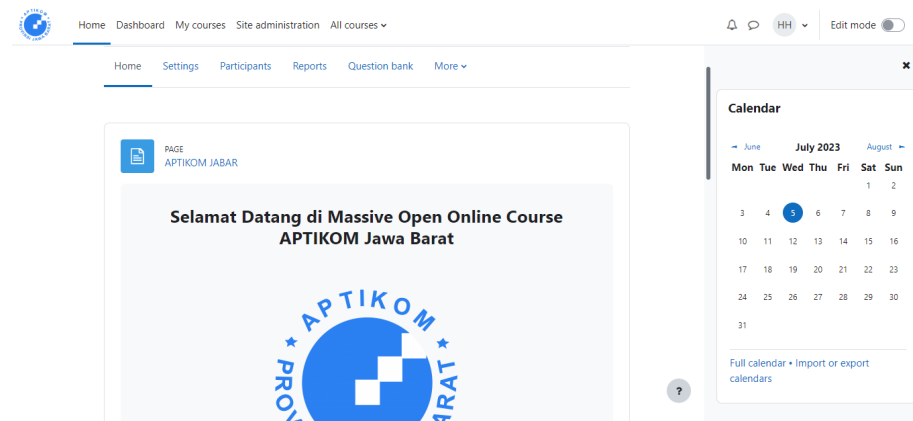 Home Dashboard My courses Site administration All courses
HH Edit mode
Home Settings Participants Reports Question bank More
PAGE
APTIKOM JABAR
Selamat Datang di Massive Open Online Course
APTIKOM Jawa Barat
APTIKOM
Calendar
◄ June July 2023 August ►
Mon Tue Wed Thu Fri Sat Sun
1 2
3 4 5 6 7 8 9
10 11 12 13 14 15 16
17 18 19 20 21 22 23
24 25 26 27 28 29 30
31
Full calendar • Import or export
calendars
?